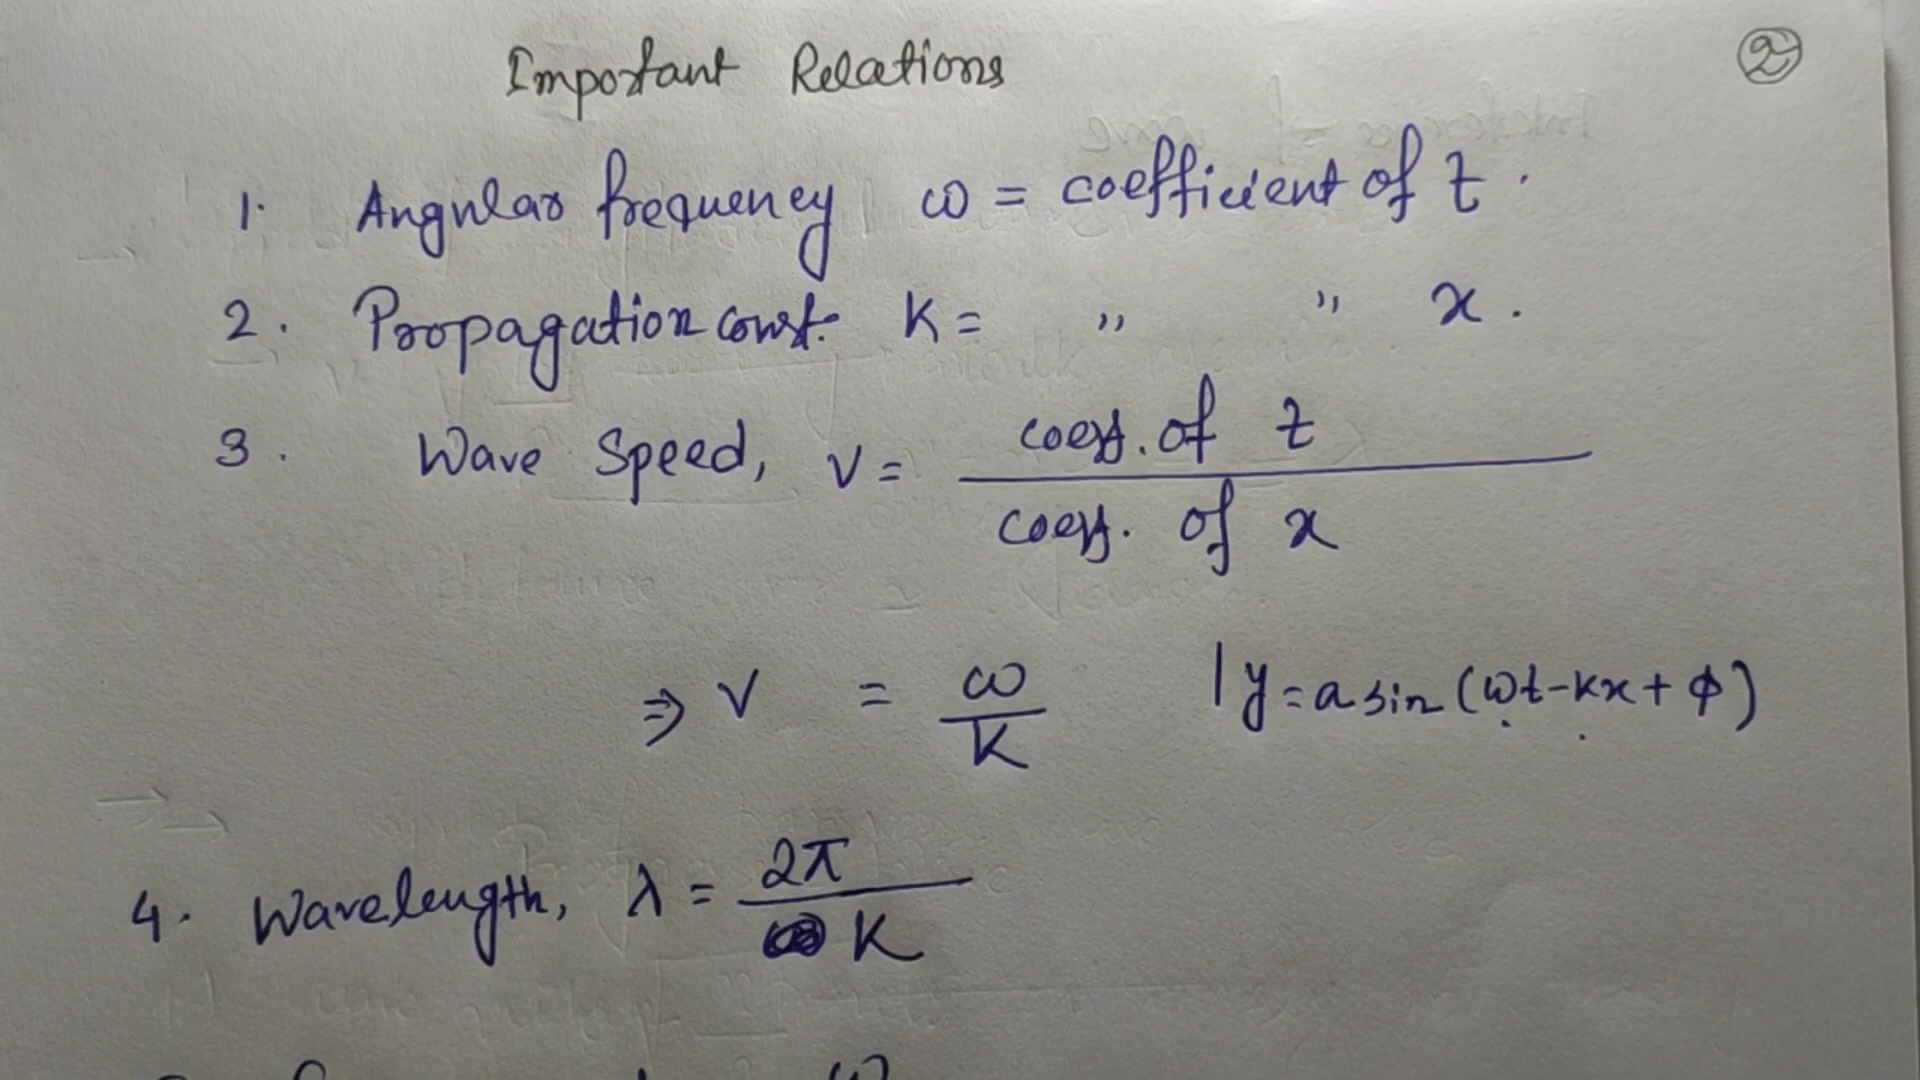 Important Relations
②
1. Angular frequency ω = coefficient of t.
2. Propagation const. K = ,, ,, x.
3. Wave Speed, v = coeff. of t
coeff. of x
⇒ v = ω/K | y = a sin (ωt - kx + φ)
4. Wavelength, λ = 2π/K